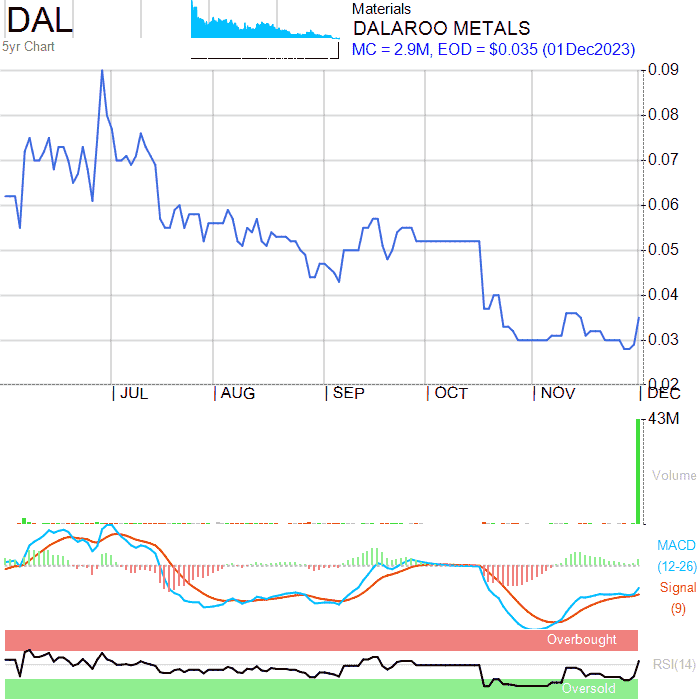 DAL
5yr Chart
Materials
DALAROO METALS
MC = 2.9M, EOD = $0.035 (01Dec2023)
0.09
0.08
0.07
0.06
0.05
0.04
0.03
0.02
JUL AUG SEP OCT NOV DEC
43M
Volume
MACD
(12-26)
Signal
(9)
Overbought
RSI(14)
Oversold